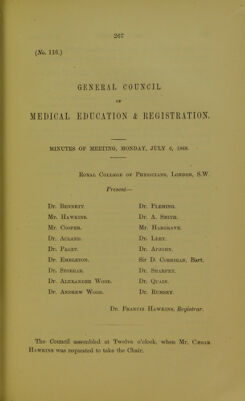 267
(No. 110.)
GENERAL COUNCIL
OF
MEDICAL EDUCATION & REGISTRATION.
MINUTES OF MEETING, MONDAY, JULY 6, 1868.
ROYAL COLLEGE OF PHYSICIANS, LONDON, S.W.
Present—
Dr. BENNETT. Dr. FLEMING.
Mr. HAWKINS. Dr. A. SMITH.
Mr. COOPER. Mr. HARGRAVE.
Dr. ACLAND. Dr. LEET.
Dr. PAGET. Dr. APJOHN.
Dr. EMBLETON. Sir D. CORRIGAN, Bart.
Dr. STORRAR. Dr. SHARPEY.
Dr. ALEXANDER WOOD. Dr. QUAIN.
Dr. ANDREW WOOD. Dr. RUMSEY.
Dr. FRANCIS HAWKINS, Registrar.
The Council assembled at Twelve o'clock, when Mr. CÆSAR
HAWKINS was requested to take the Chair.